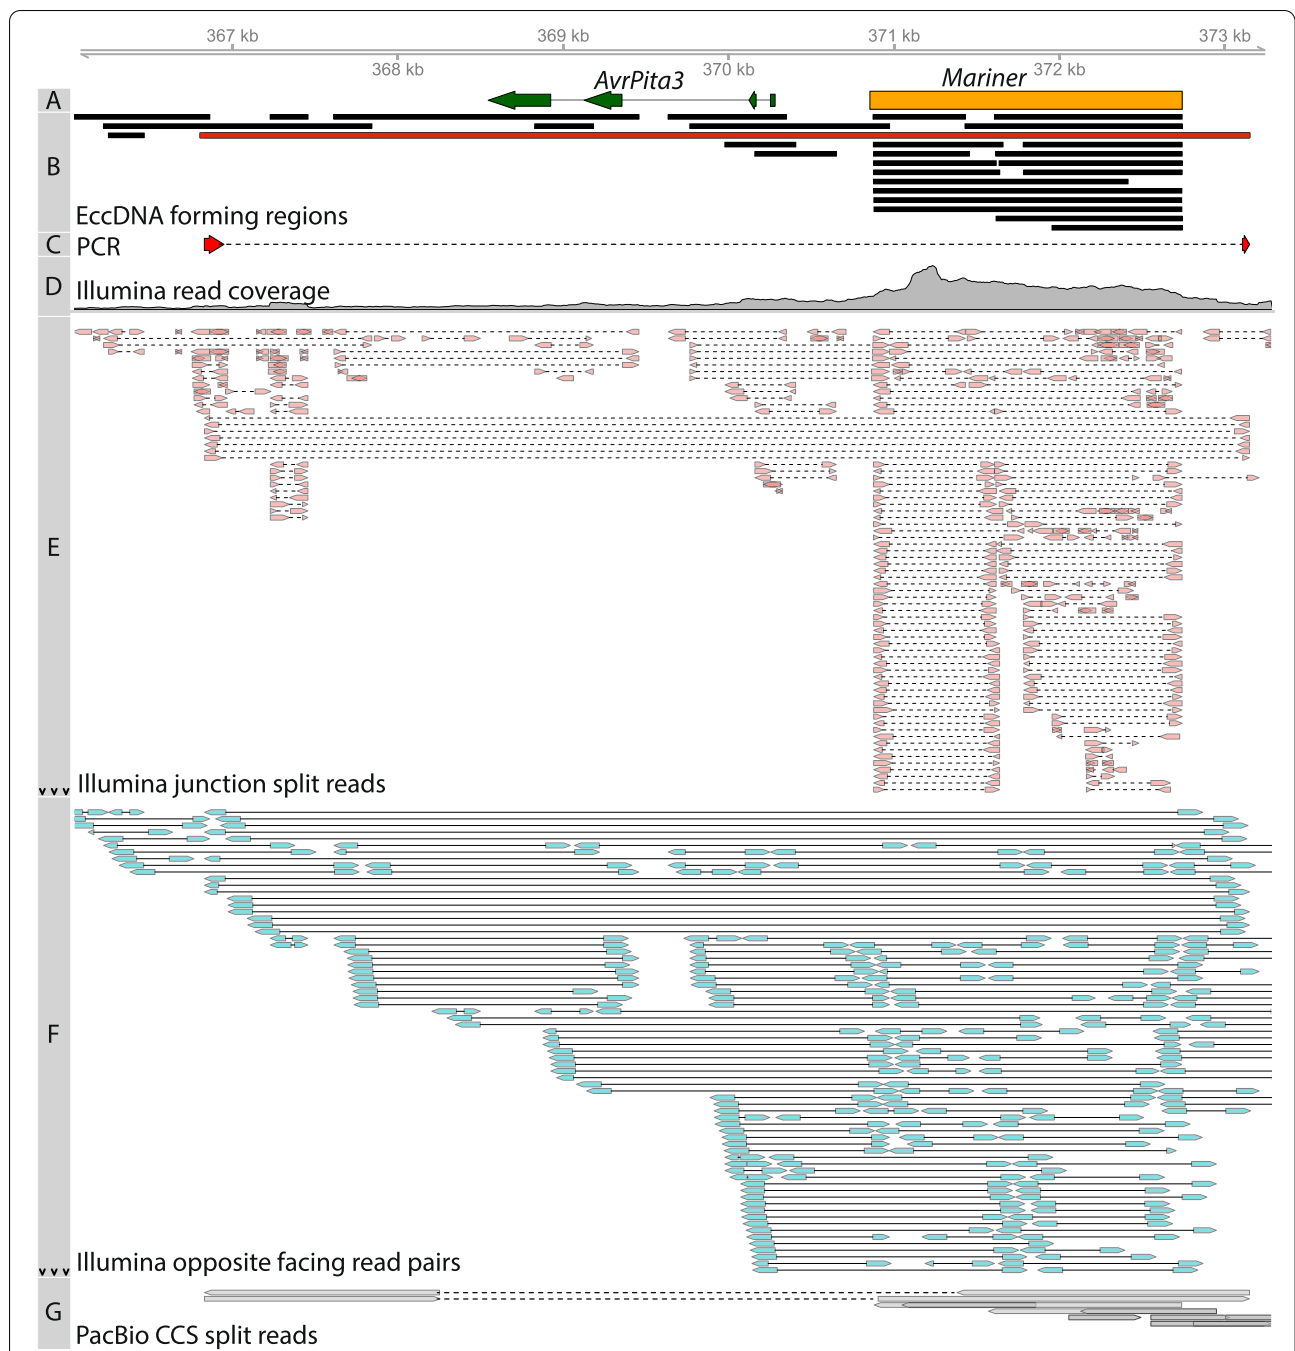 367 kb 369 kb 371 kb 373 kb
368 kb 370 kb 372 kb
AvrPita3 Mariner
A
B
EccDNA forming regions
C PCR
D Illumina read coverage
E
Illumina junction split reads
F
Illumina opposite facing read pairs
G
PacBio CCS split reads